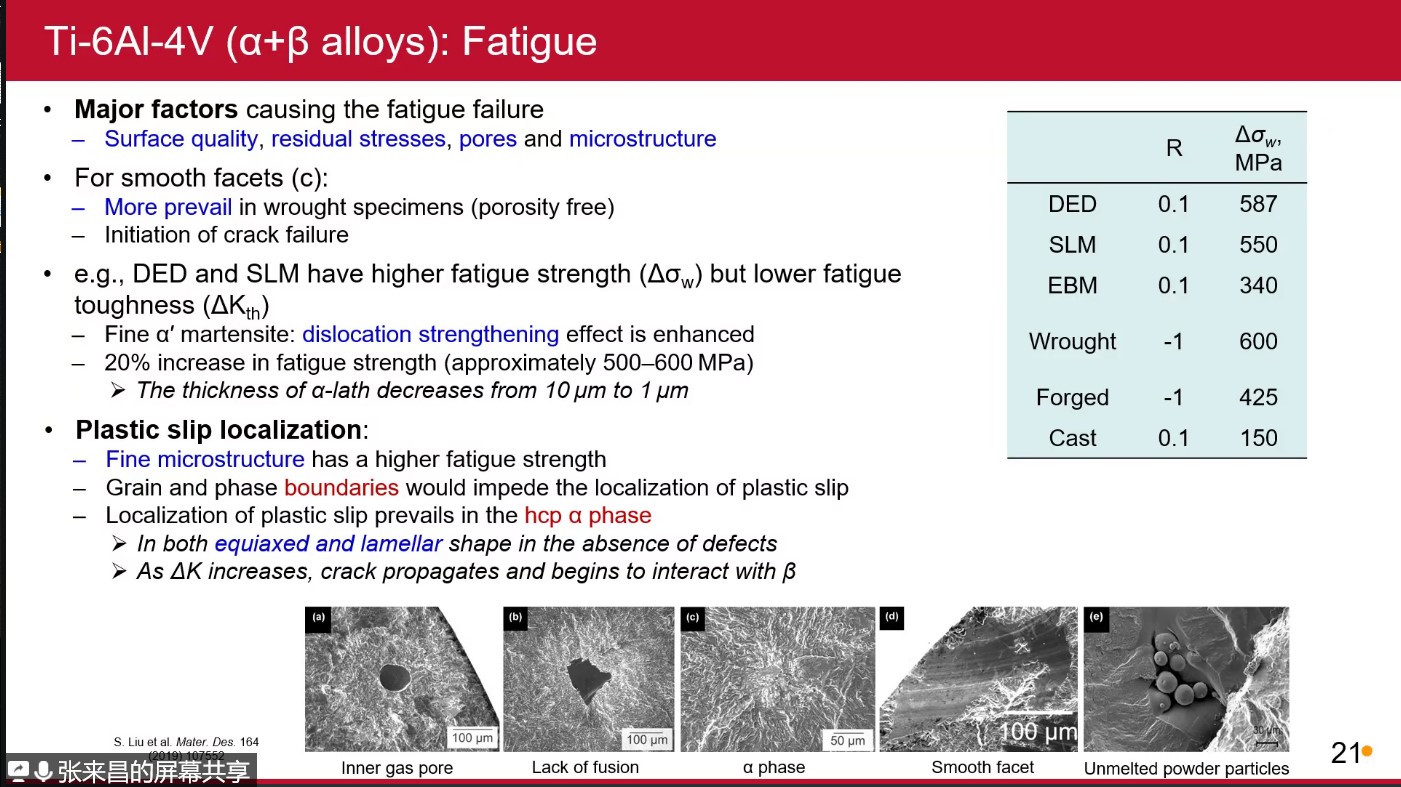 Ti-6Al-4V (α+β alloys): Fatigue
• Major factors causing the fatigue failure
– Surface quality, residual stresses, pores and microstructure
• For smooth facets (c):
– More prevail in wrought specimens (porosity free)
– Initiation of crack failure
• e.g., DED and SLM have higher fatigue strength (Δσw) but lower fatigue
toughness (ΔKth)
– Fine α′ martensite: dislocation strengthening effect is enhanced
– 20% increase in fatigue strength (approximately 500–600 MPa)
➢ The thickness of α-lath decreases from 10 μm to 1 μm
• Plastic slip localization:
– Fine microstructure has a higher fatigue strength
– Grain and phase boundaries would impede the localization of plastic slip
– Localization of plastic slip prevails in the hcp α phase
➢ In both equiaxed and lamellar shape in the absence of defects
➢ As ΔK increases, crack propagates and begins to interact with β
R Δσw, MPa
DED 0.1 587
SLM 0.1 550
EBM 0.1 340
Wrought -1 600
Forged -1 425
Cast 0.1 150
(a) (b) (c) (d) (e)
100 μm 100 μm 50 μm 100 μm 30 μm
Inner gas pore Lack of fusion α phase Smooth facet Unmelted powder particles
S. Liu et al. Mater. Des. 164
(2019) 107552
张来昌的屏幕共享
21